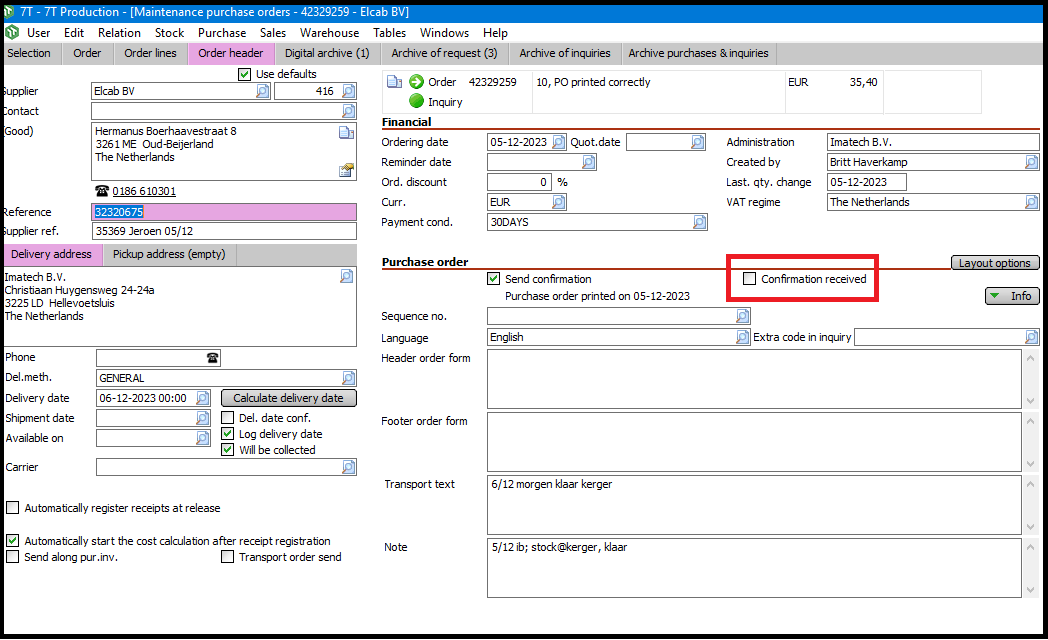 7T - 7T Production - [Maintenance purchase orders - 42329259 - Elcab BV]
User Edit Relation Stock Purchase Sales Warehouse Tables Windows Help
Selection Order Order lines Order header Digital archive (1) Archive of request (3) Archive of inquiries Archive purchases & inquiries
Use defaults
Supplier Elcab BV 416
Contact
(Good) Hermanus Boerhaavestraat 8
3261 ME Oud-Beijerland
The Netherlands
0186 610301
Reference 32320675
Supplier ref. 35369 Jeroen 05/12
Delivery address Pickup address (empty)
Imatech B.V.
Christiaan Huygensweg 24-24a
3225 LD Hellevoetsluis
The Netherlands
Phone
Del.meth. GENERAL
Delivery date 06-12-2023 00:00 Calculate delivery date
Shipment date Del. date conf.
Log delivery date
Available on
Will be collected
Carrier
Automatically register receipts at release
Automatically start the cost calculation after receipt registration
Send along pur.inv. Transport order send
Order 42329259 10, PO printed correctly EUR 35,40
Inquiry
Financial
Ordering date 05-12-2023 Quot.date Administration Imatech B.V.
Reminder date Created by Britt Haverkamp
Ord. discount 0 % Last. qty. change 05-12-2023
Curr. EUR VAT regime The Netherlands
Payment cond. 30DAYS
Purchase order Layout options
Send confirmation Confirmation received
Purchase order printed on 05-12-2023 Info
Sequence no.
Language English Extra code in inquiry
Header order form
Footer order form
Transport text 6/12 morgen klaar kerger
Note 5/12 ib; stock@kerger, klaar